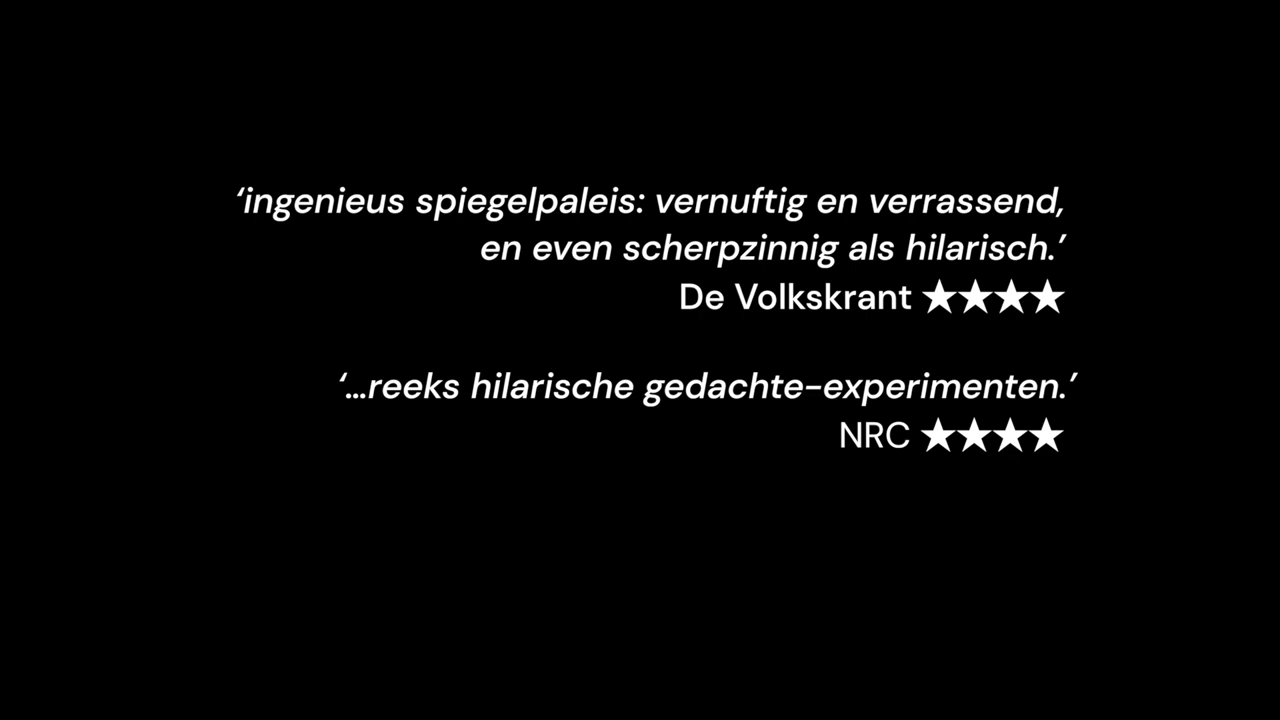 ‘ingenieus spiegelpaleis: vernuftig en verrassend,
en even scherpzinnig als hilarisch.’
De Volkskrant ★★★★
‘...reeks hilarische gedachte-experimenten.’
NRC ★★★★